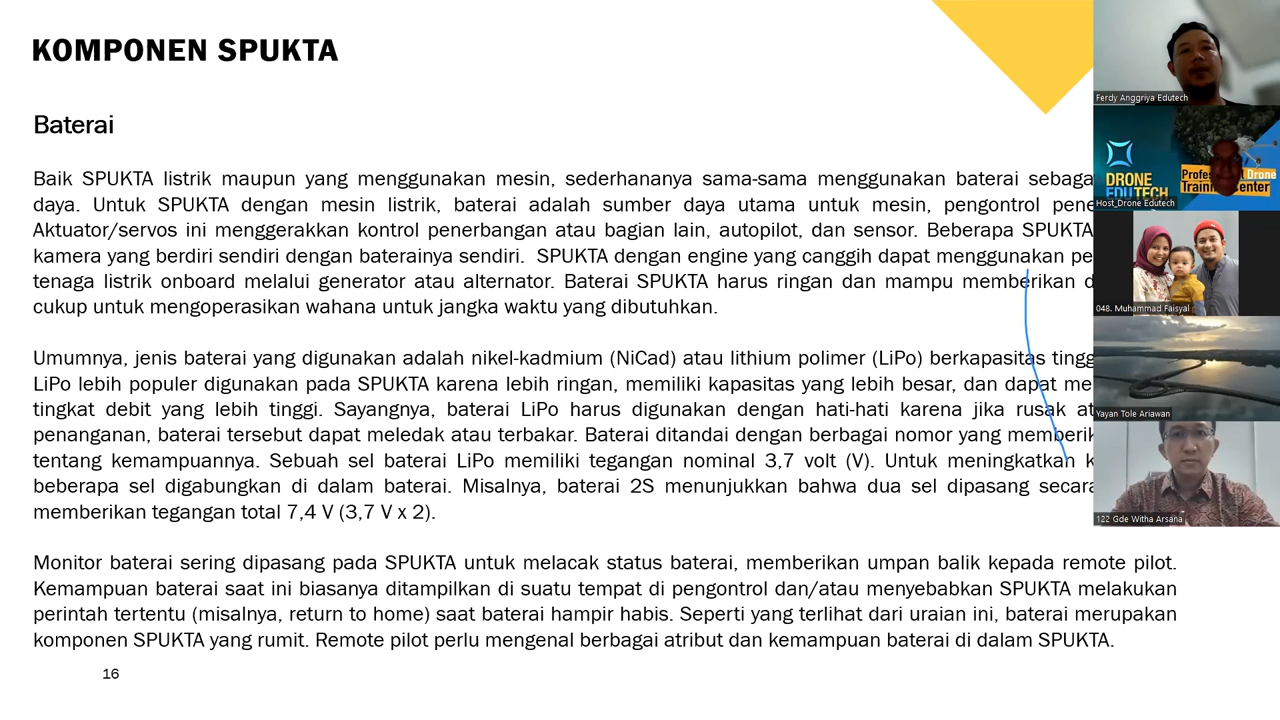 KOMPONEN SPUKTA
Baterai
Baik SPUKTA listrik maupun yang menggunakan mesin, sederhananya sama-sama menggunakan baterai sebaga
daya. Untuk SPUKTA dengan mesin listrik, baterai adalah sumber daya utama untuk mesin, pengontrol pene
Aktuator/servos ini menggerakkan kontrol penerbangan atau bagian lain, autopilot, dan sensor. Beberapa SPUKTA
kamera yang berdiri sendiri dengan baterainya sendiri. SPUKTA dengan engine yang canggih dapat menggunakan pe
tenaga listrik onboard melalui generator atau alternator. Baterai SPUKTA harus ringan dan mampu memberikan d
cukup untuk mengoperasikan wahana untuk jangka waktu yang dibutuhkan.
Umumnya, jenis baterai yang digunakan adalah nikel-kadmium (NiCad) atau lithium polimer (LiPo) berkapasitas tingg
LiPo lebih populer digunakan pada SPUKTA karena lebih ringan, memiliki kapasitas yang lebih besar, dan dapat me
tingkat debit yang lebih tinggi. Sayangnya, baterai LiPo harus digunakan dengan hati-hati karena jika rusak at
penanganan, baterai tersebut dapat meledak atau terbakar. Baterai ditandai dengan berbagai nomor yang memberik
tentang kemampuannya. Sebuah sel baterai LiPo memiliki tegangan nominal 3,7 volt (V). Untuk meningkatkan k
beberapa sel digabungkan di dalam baterai. Misalnya, baterai 2S menunjukkan bahwa dua sel dipasang secara
memberikan tegangan total 7,4 V (3,7 V x 2).
Monitor baterai sering dipasang pada SPUKTA untuk melacak status baterai, memberikan umpan balik kepada remote pilot.
Kemampuan baterai saat ini biasanya ditampilkan di suatu tempat di pengontrol dan/atau menyebabkan SPUKTA melakukan
perintah tertentu (misalnya, return to home) saat baterai hampir habis. Seperti yang terlihat dari uraian ini, baterai merupakan
komponen SPUKTA yang rumit. Remote pilot perlu mengenal berbagai atribut dan kemampuan baterai di dalam SPUKTA.
16
Ferdy Anggriya Edutech
DRONE
EDUTECH
Drone
Center
Host_Drone Edutech
048. Muhammad Faisyal
Yayan Tole Ariawan
122 Gde Witha Arsana